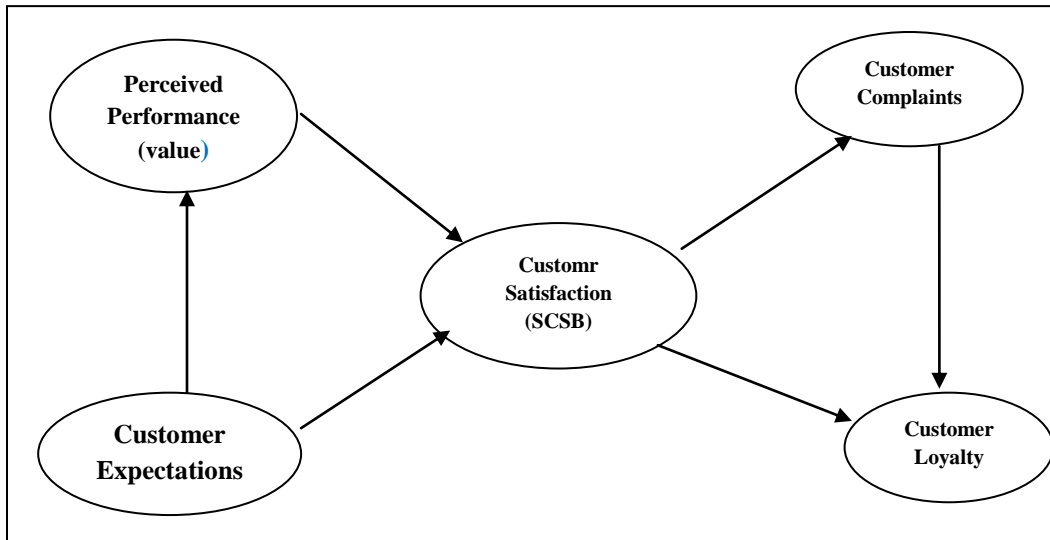 Perceived
Performance
(value)
Customer
Complaints
Customr
Satisfaction
(SCSB)
Customer
Expectations
Customer
Loyalty